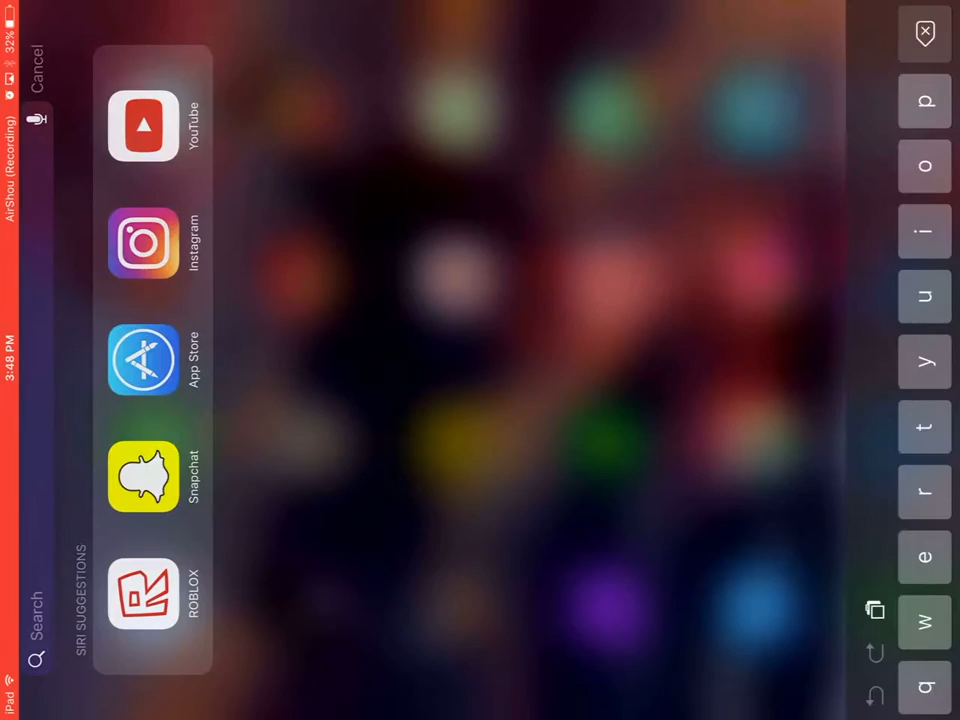 iPad 3:48 PM AirShou (Recording) 32%
Search Cancel
SIRI SUGGESTIONS
ROBLOX Snapchat App Store Instagram YouTube
q w e r t y u i o p